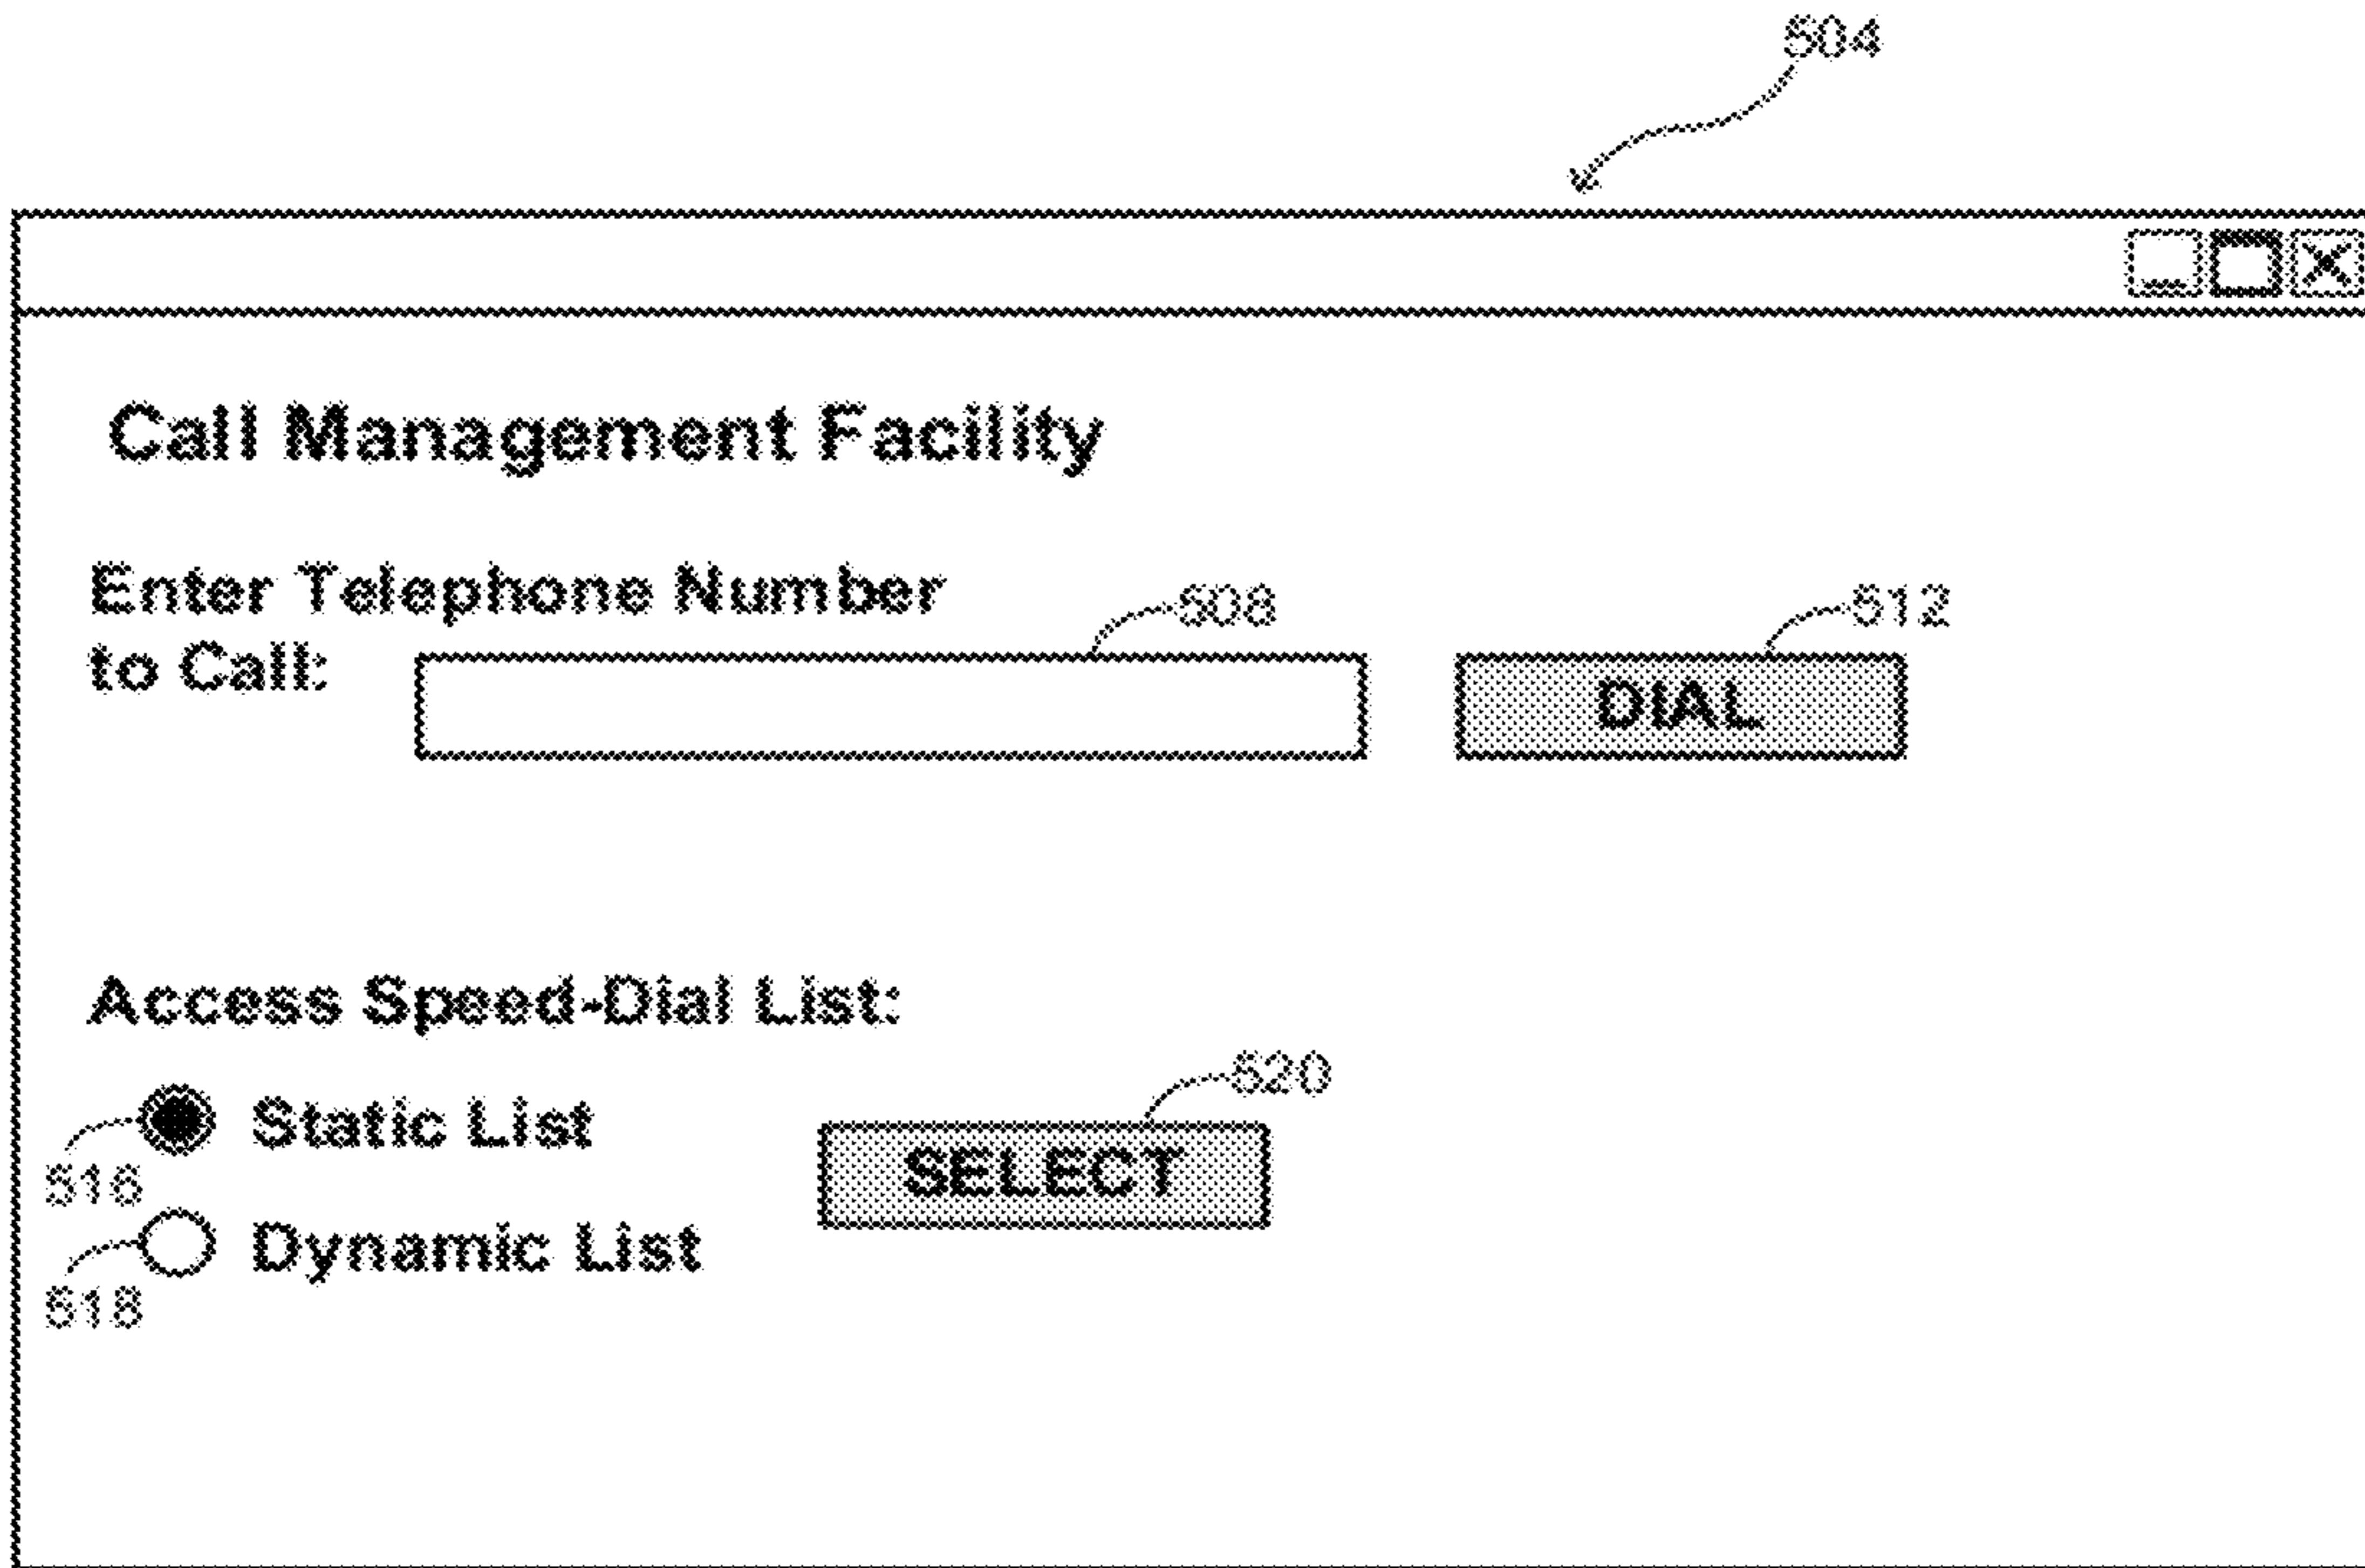 504
Call Management Facility
Enter Telephone Number
to Call:
508
512
DIAL
Access Speed-Dial List:
520
Static List
SELECT
516
Dynamic List
518